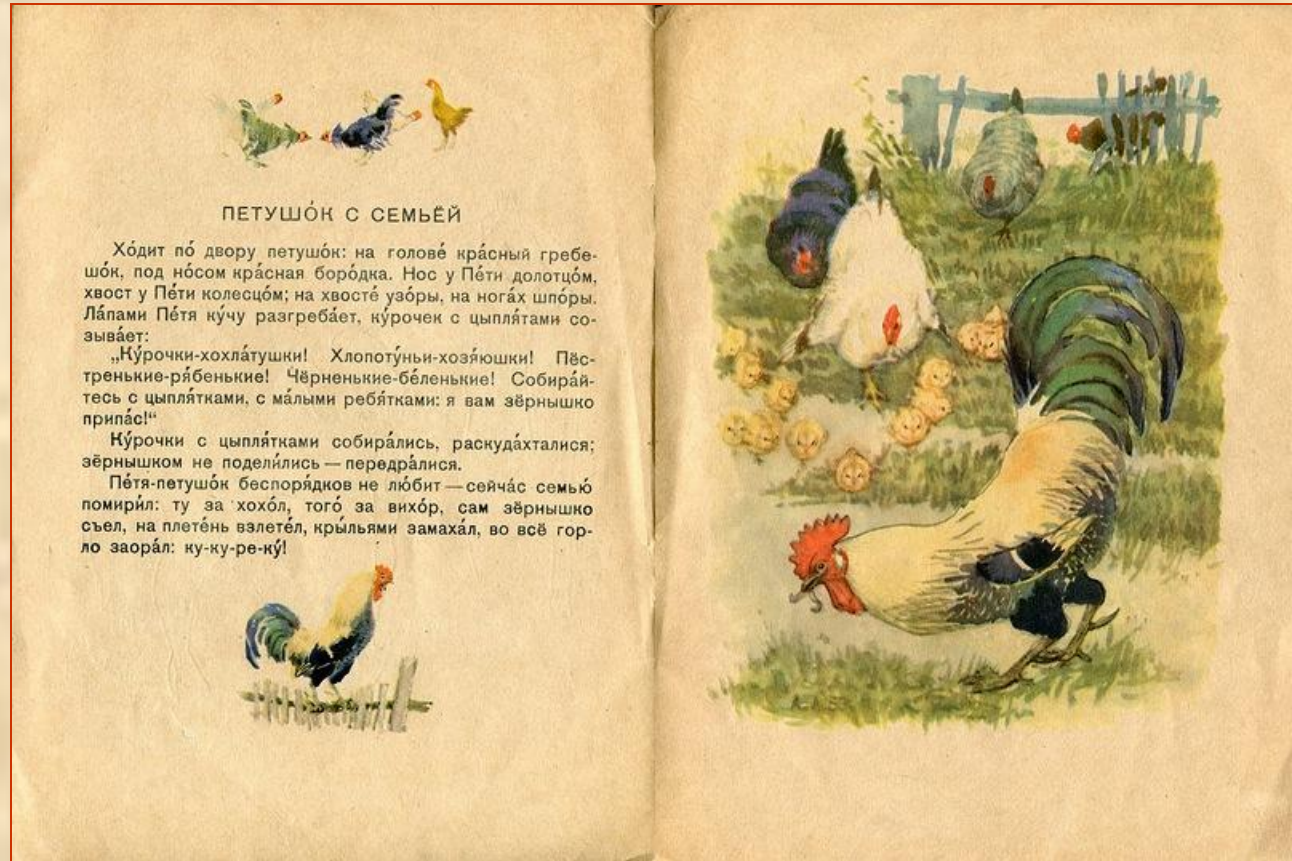 ПЕТУШО́К С СЕМЬЁЙ
Хо́дит по́ двору петушо́к: на голове́ кра́сный гребе-
шо́к, под но́сом кра́сная боро́дка. Нос у Пе́ти долотцо́м,
хвост у Пе́ти колесцо́м; на хвосте́ узо́ры, на нога́х шпо́ры.
Ла́пами Пе́тя ку́чу разгреба́ет, ку́рочек с цыпля́тами со-
зыва́ет:
„Ку́рочки-хохла́тушки! Хлопоту́ньи-хозя́юшки! Пёс-
тренькие-ря́бенькие! Чёрненькие-бе́ленькие! Собира́й-
тесь с цыпля́тками, с ма́лыми ребя́тками: я вам зёрнышко
припа́с!“
Ку́рочки с цыпля́тками собира́лись, раскуда́хталися;
зёрнышком не подели́лись — передра́лися.
Пе́тя-петушо́к беспоря́дков не лю́бит — сейча́с семью́
помири́л: ту за хохо́л, того́ за вихо́р, сам зёрнышко
съел, на плете́нь взлете́л, кры́льями замаха́л, во всё гор-
ло заора́л: ку-ку-ре-ку́!